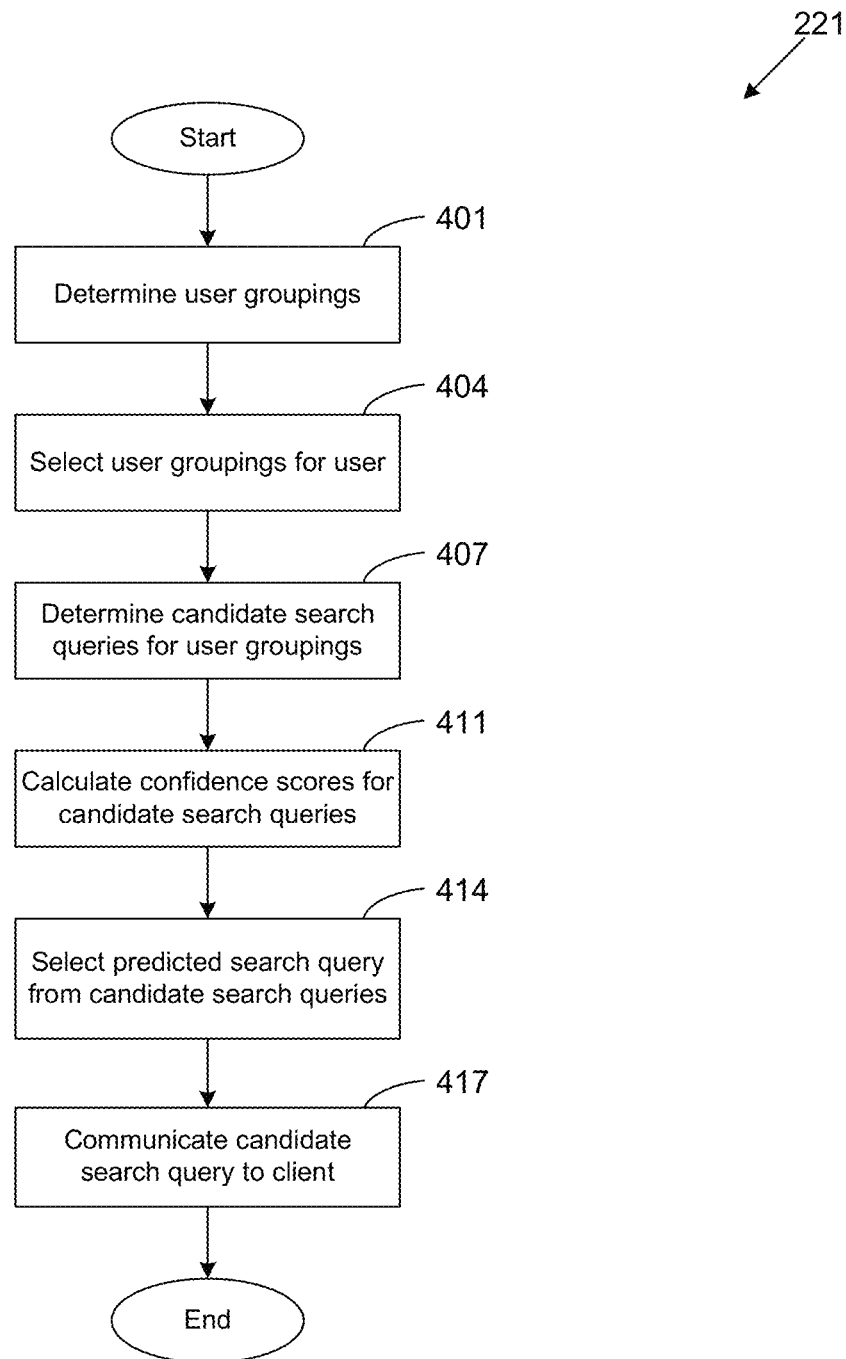 221
Start
401
Determine user groupings
404
Select user groupings for user
407
Determine candidate search
queries for user groupings
411
Calculate confidence scores for
candidate search queries
414
Select predicted search query
from candidate search queries
417
Communicate candidate
search query to client
End